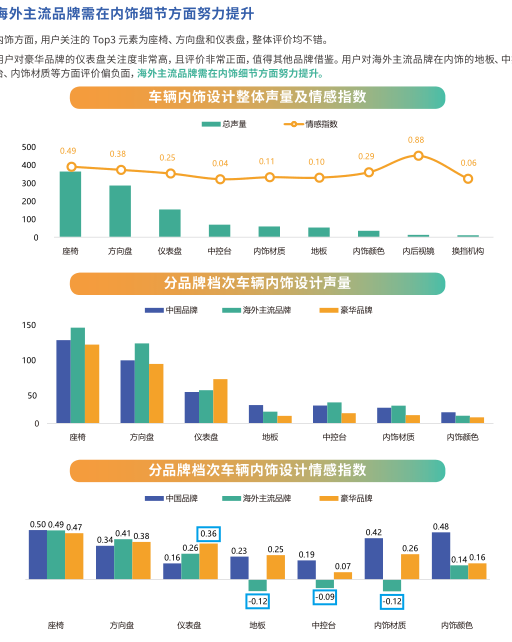 海外主流品牌需在内饰细节方面努力提升
内饰方面，用户关注的 Top3 元素为座椅、方向盘和仪表盘，整体评价均不错。
用户对豪华品牌的仪表盘关注度非常高，且评价非常正面，值得其他品牌借鉴。用户对海外主流品牌在内饰的地板、中控
台、内饰材质等方面评价偏负面，海外主流品牌需在内饰细节方面努力提升。
车辆内饰设计整体声量及情感指数
总声量 情感指数
0.49 0.38 0.25 0.04 0.11 0.10 0.29 0.88 0.06
500
400
300
200
100
0
座椅 方向盘 仪表盘 中控台 内饰材质 地板 内饰颜色 内后视镜 换挡机构
分品牌档次车辆内饰设计声量
中国品牌 海外主流品牌 豪华品牌
150
100
50
0
座椅 方向盘 仪表盘 地板 中控台 内饰材质 内饰颜色
分品牌档次车辆内饰设计情感指数
中国品牌 海外主流品牌 豪华品牌
0.50 0.49 0.47 0.34 0.41 0.38 0.16 0.26 0.36 0.23 -0.12 0.25 0.19 -0.09 0.07 0.42 -0.12 0.26 0.48 0.14 0.16
座椅 方向盘 仪表盘 地板 中控台 内饰材质 内饰颜色